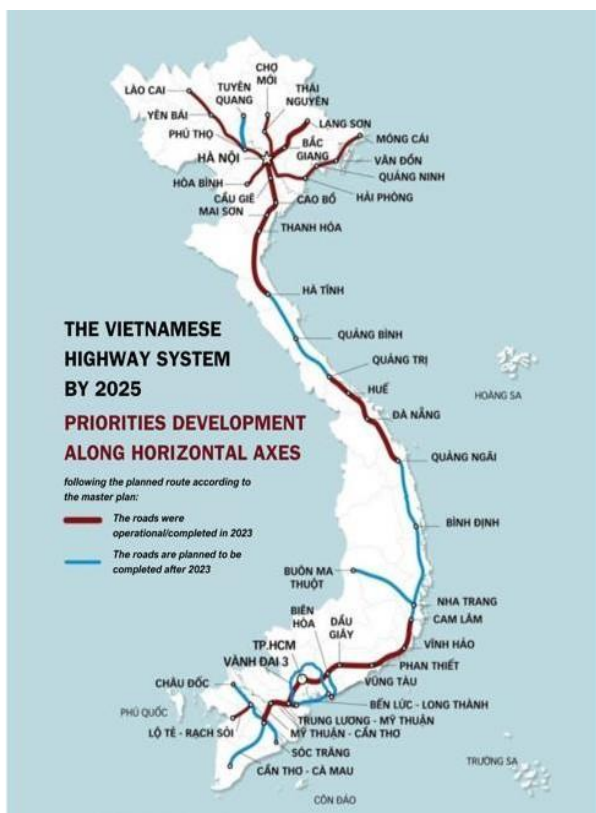 CHỢ
MỚI
LÀO CAI
TUYÊN
QUANG
THÁI
NGUYÊN
YÊN BÁI
LẠNG SƠN
PHÚ THỌ
BẮC
GIANG
MÓNG CÁI
HÀ NỘI
VÂN ĐỒN
QUẢNG NINH
HÒA BÌNH
HẢI PHÒNG
CẦU GIẼ
CAO BỒ
MAI SƠN
THANH HÓA
HÀ TĨNH
THE VIETNAMESE
HIGHWAY SYSTEM
BY 2025
QUẢNG BÌNH
QUẢNG TRỊ
HUẾ
HOÀNG SA
ĐÀ NẴNG
PRIORITIES DEVELOPMENT
ALONG HORIZONTAL AXES
QUẢNG NGÃI
following the planned route according to
the master plan:
The roads were
operational/completed in 2023
BÌNH ĐỊNH
The roads are planned to be
completed after 2023
BUÔN MA
THUỘT
NHA TRANG
BIÊN
HÒA
DẦU
GIÂY
CAM LÂM
TP.HCM
VĨNH HẢO
VÀNH ĐAI 3
PHAN THIẾT
CHÂU ĐỐC
VŨNG TÀU
BẾN LỨC - LONG THÀNH
PHÚ QUỐC
TRUNG LƯƠNG - MỸ THUẬN
LỘ TẺ - RẠCH SỎI
MỸ THUẬN - CẦN THƠ
SÓC TRĂNG
CẦN THƠ - CÀ MAU
TRƯỜNG SA
CÔN ĐẢO